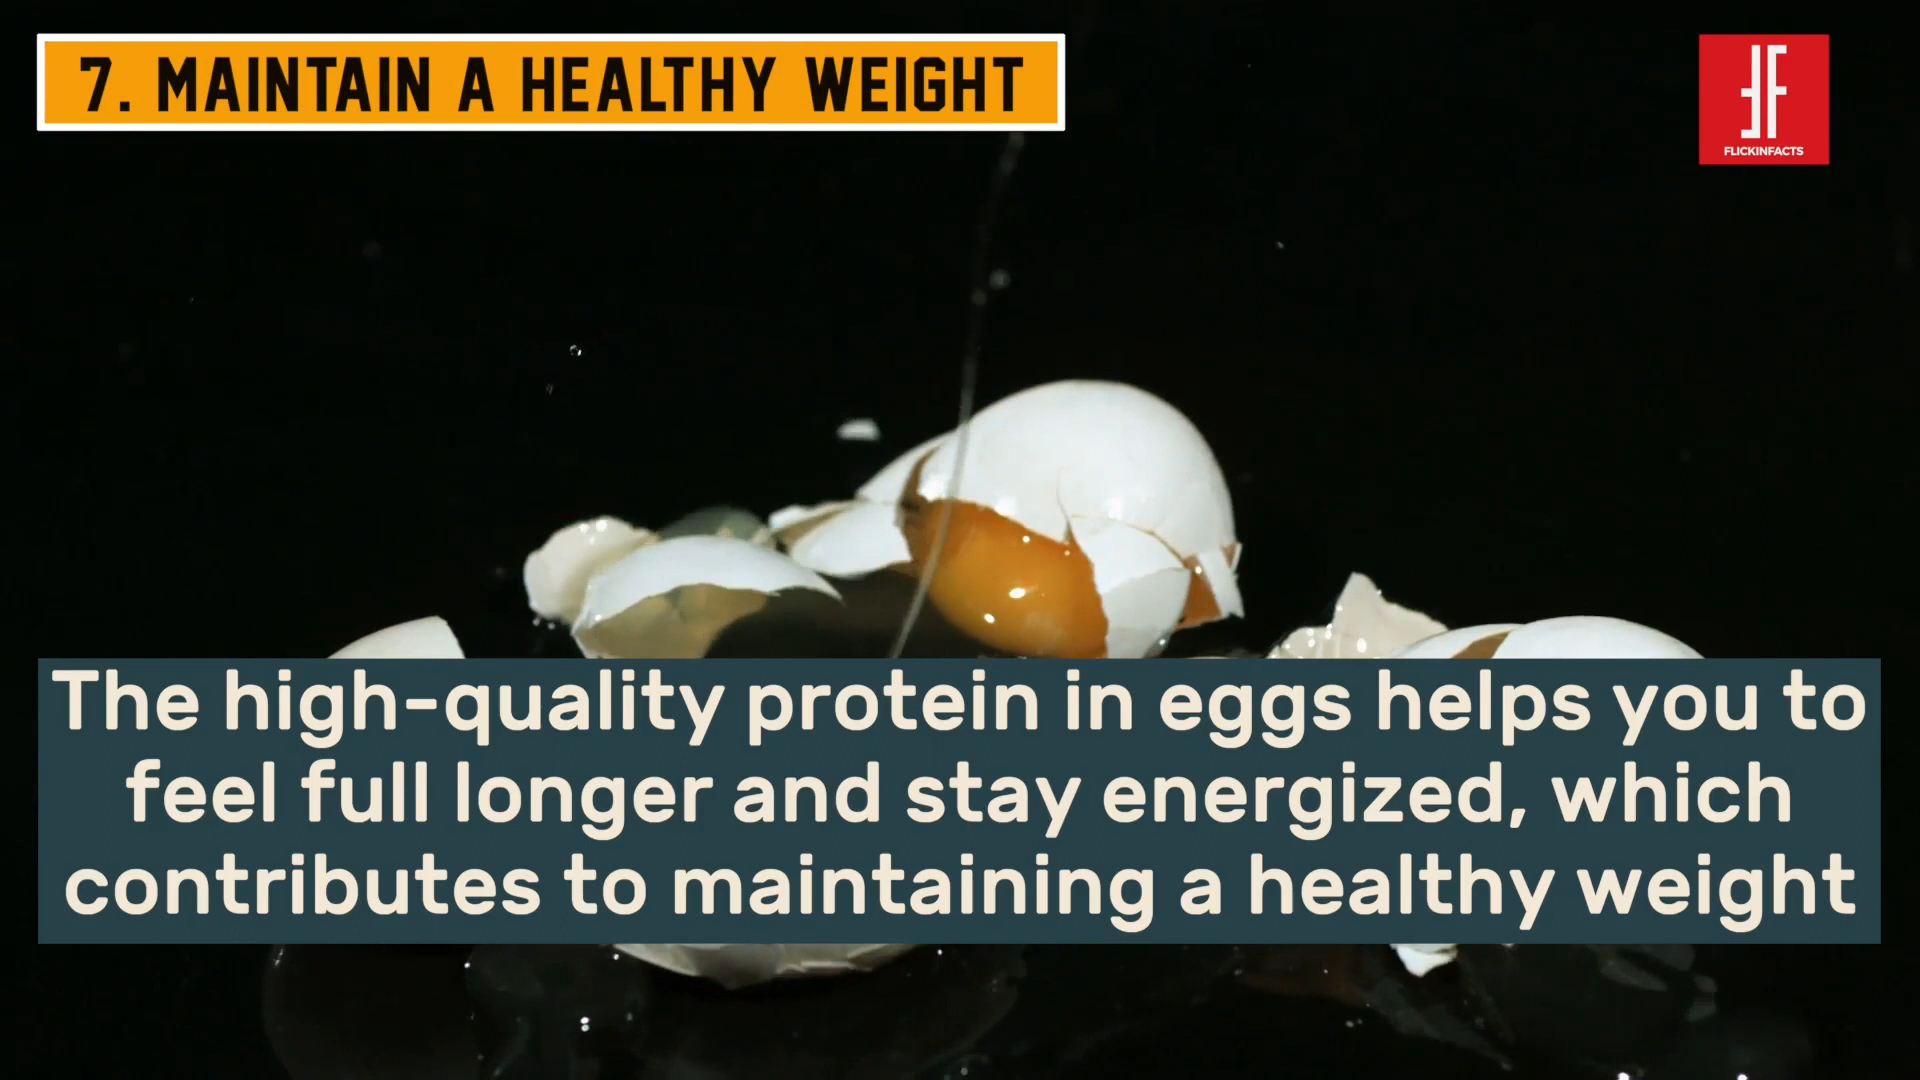 7. MAINTAIN A HEALTHY WEIGHT
FLICKINFACTS
The high-quality protein in eggs helps you to
feel full longer and stay energized, which
contributes to maintaining a healthy weight